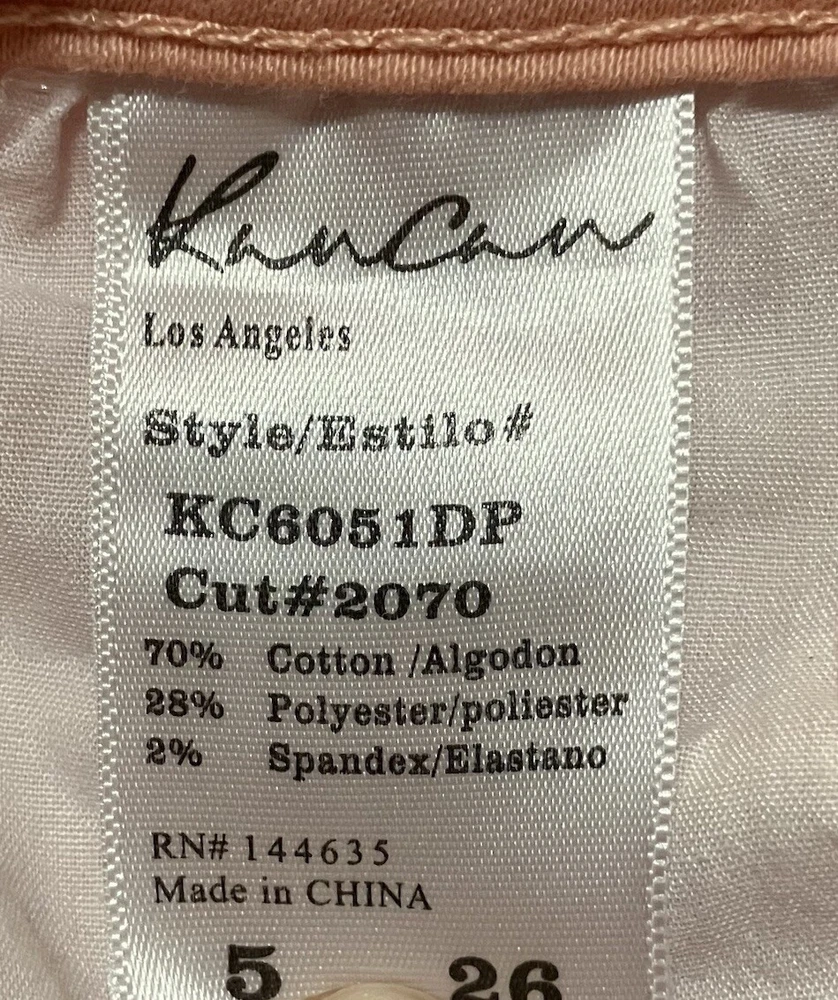 KanCan
Los Angeles
Style/Estilo#
KC6051DP
Cut#2070
70% Cotton /Algodon
28% Polyester/poliester
2% Spandex/Elastano
RN# 144635
Made in CHINA
5 26